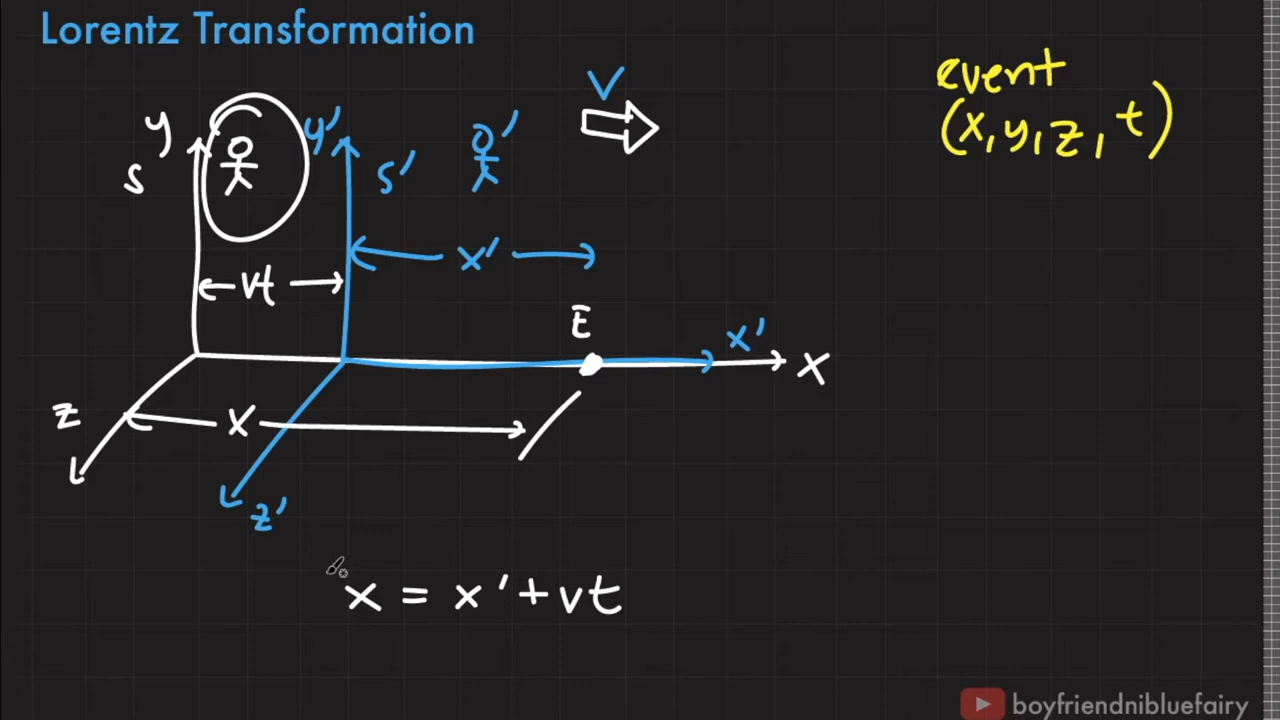 Lorentz Transformation
event
(x, y, z, t)
V
y
y'
O'
S
S'
x'
vt
E
x'
X
z
X
z'
x = x' + vt
boyfriendnibluefairy